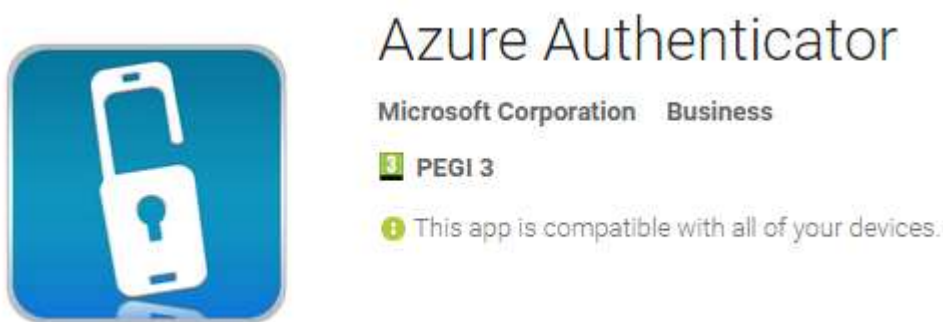 Azure Authenticator
Microsoft Corporation Business
3 PEGI 3
This app is compatible with all of your devices.